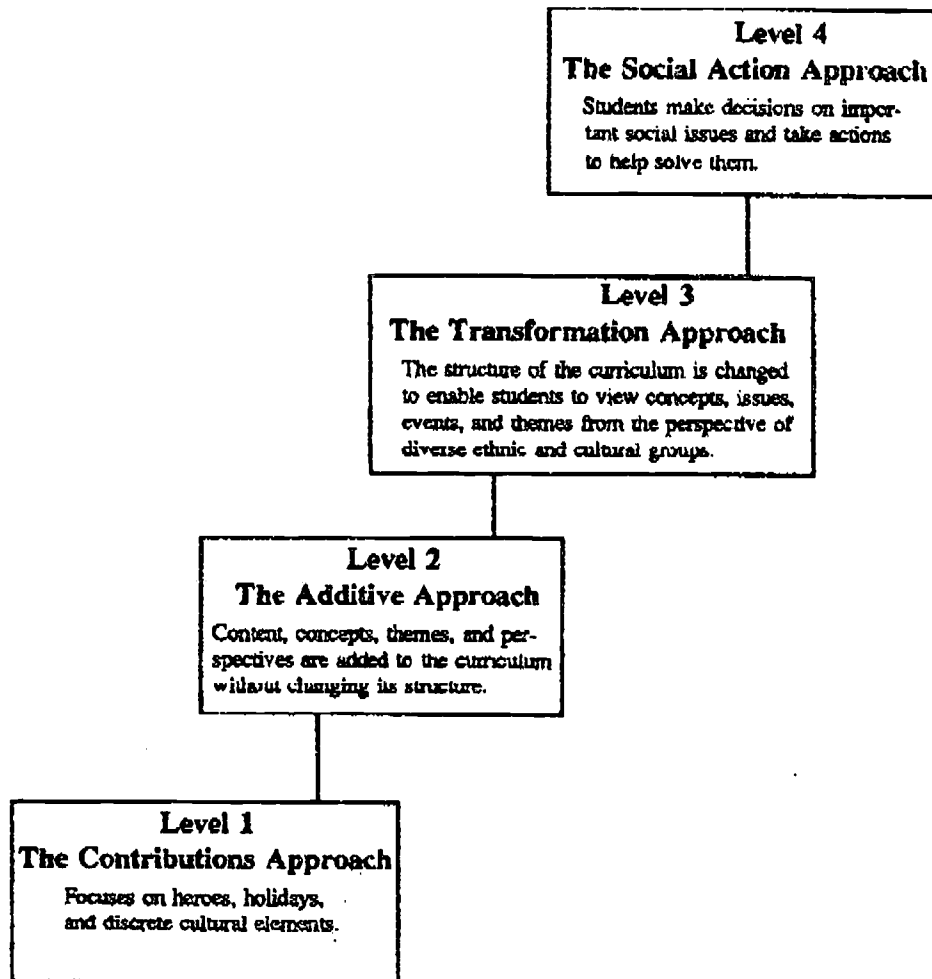 Level 4
The Social Action Approach
Students make decisions on impor-
tant social issues and take actions
to help solve them.
Level 3
The Transformation Approach
The structure of the curriculum is changed
to enable students to view concepts, issues,
events, and themes from the perspective of
diverse ethnic and cultural groups.
Level 2
The Additive Approach
Content, concepts, themes, and per-
spectives are added to the curriculum
without changing its structure.
Level 1
The Contributions Approach
Focuses on heroes, holidays,
and discrete cultural elements.